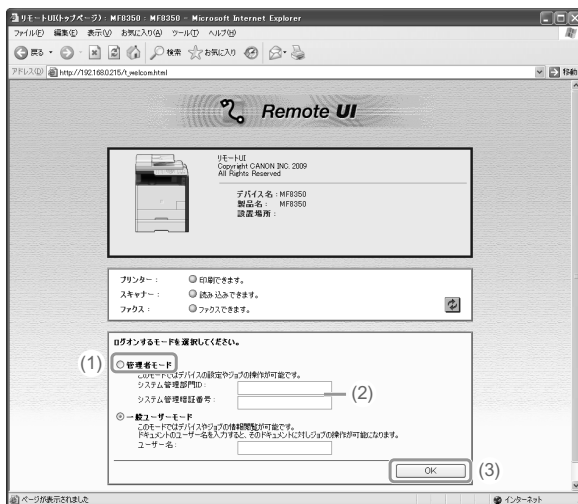 リモートUI(トップページ) : MF8350 : MF8350 - Microsoft Internet Explorer
ファイル(F) 編集(E) 表示(V) お気に入り(A) ツール(T) ヘルプ(H)
戻る 検索 お気に入り
アドレス(D) http://192.168.0.215/t_welcom.html 移動
Remote UI
リモートUI
Copyright CANON INC. 2009
All Rights Reserved
デバイス名 : MF8350
製品名 : MF8350
設置場所 :
プリンター : 印刷できます。
スキャナー : 読み込みできます。
ファクス : ファクスできます。
ログオンするモードを選択してください。
(1) 管理者モード
このモードではデバイスの設定やジョブの操作が可能です。
システム管理部門ID :
(2)
システム管理暗証番号 :
一般ユーザーモード
このモードではデバイスやジョブの情報閲覧が可能です。
ドキュメントのユーザー名を入力すると、そのドキュメントに対しジョブの操作が可能になります。
ユーザー名 :
OK (3)
ページが表示されました インターネット